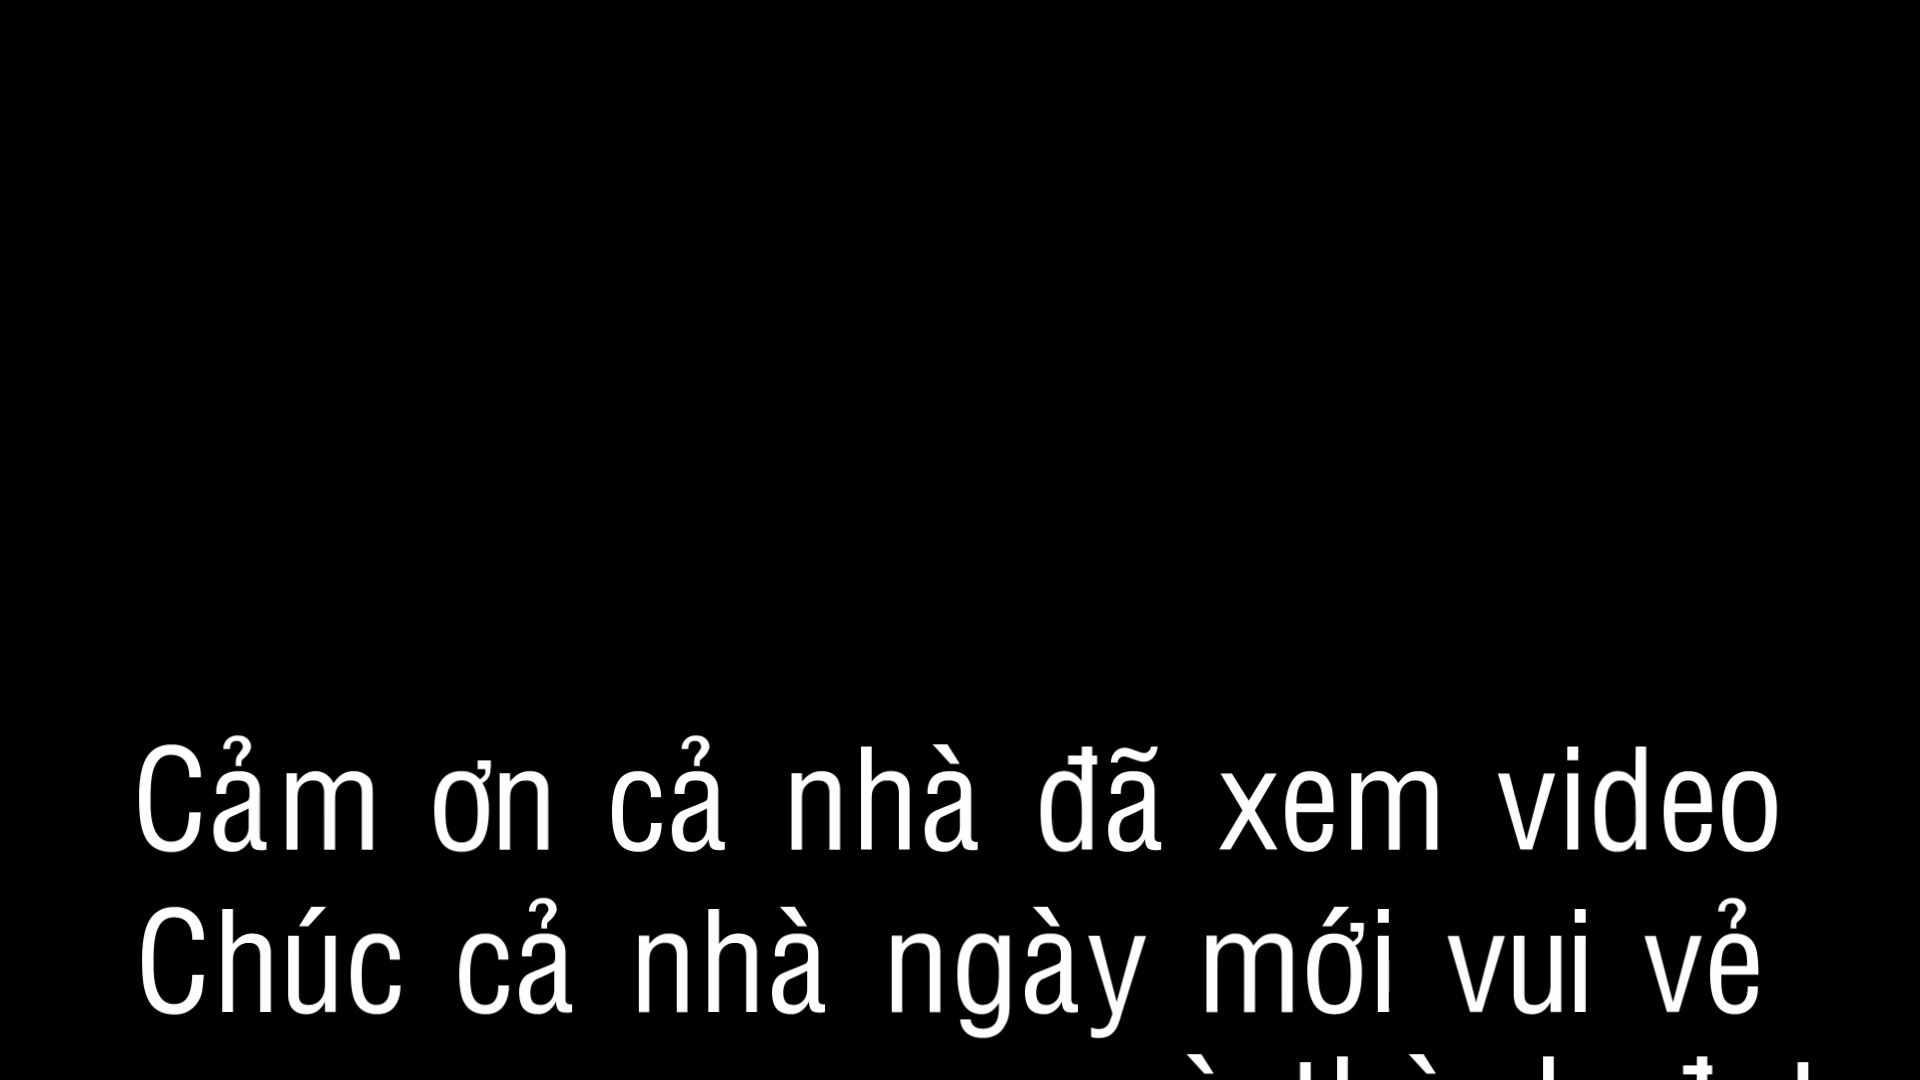 Cảm ơn cả nhà đã xem video
Chúc cả nhà ngày mới vui vẻ